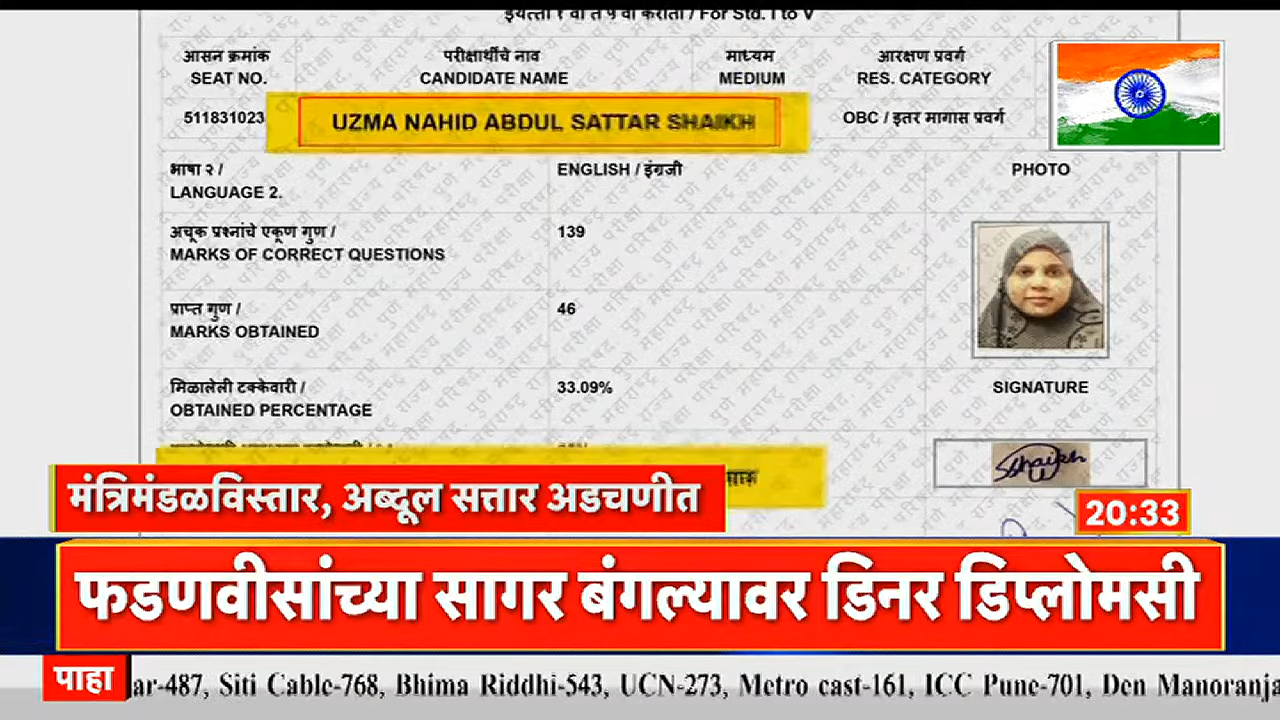 इयत्ता १ ली ते ५ वी करीता / For Std. I to V
आसन क्रमांक परीक्षार्थीचे नाव माध्यम आरक्षण प्रवर्ग
SEAT NO. CANDIDATE NAME MEDIUM RES. CATEGORY
511831023 UZMA NAHID ABDUL SATTAR SHAIKH OBC / इतर मागास प्रवर्ग
भाषा २ / ENGLISH / इंग्रजी PHOTO
LANGUAGE 2.
अचूक प्रश्नांचे एकूण गुण / 139
MARKS OF CORRECT QUESTIONS
प्राप्त गुण / 46
MARKS OBTAINED
मिळालेली टक्केवारी / 33.09% SIGNATURE
OBTAINED PERCENTAGE
SShaikh
मंत्रिमंडळविस्तार, अब्दूल सत्तार अडचणीत
20:33
फडणवीसांच्या सागर बंगल्यावर डिनर डिप्लोमसी
पाहा ar-487, Siti Cable-768, Bhima Riddhi-543, UCN-273, Metro cast-161, ICC Pune-701, Den Manoranja